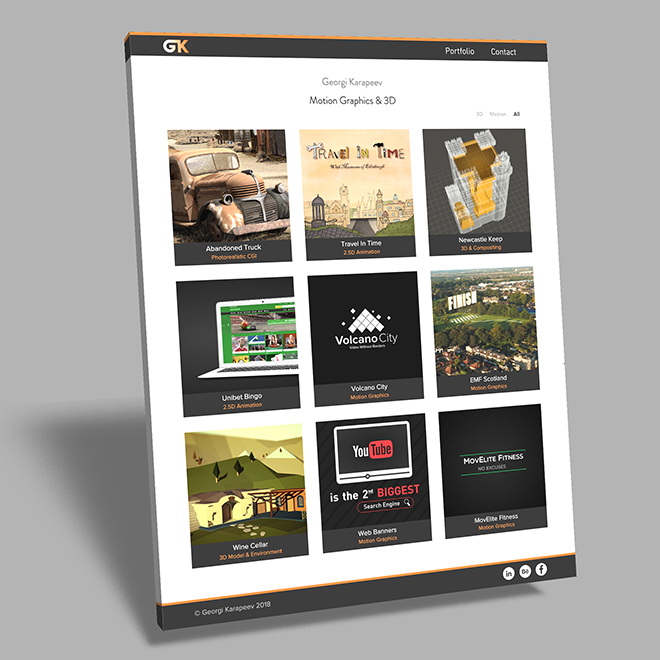 GK
Portfolio Contact
Georgi Karapeev
Motion Graphics & 3D
3D Motion All
TRAVEL IN TIME
With Museums of Edinburgh
Abandoned Truck
Photorealistic CGI
Travel In Time
2.5D Animation
Newcastle Keep
3D & Compositing
VolcanoCity
Video Without Borders
FINISH
Unibet Bingo
2.5D Animation
Volcano City
Motion Graphics
EMF Scotland
Motion Graphics
YouTube
is the 2nd BIGGEST
Search Engine
MOVELITE FITNESS
NO EXCUSES
Wine Cellar
3D Model & Environment
Web Banners
Motion Graphics
MovElite Fitness
Motion Graphics
© Georgi Karapeev 2018
in Bē f